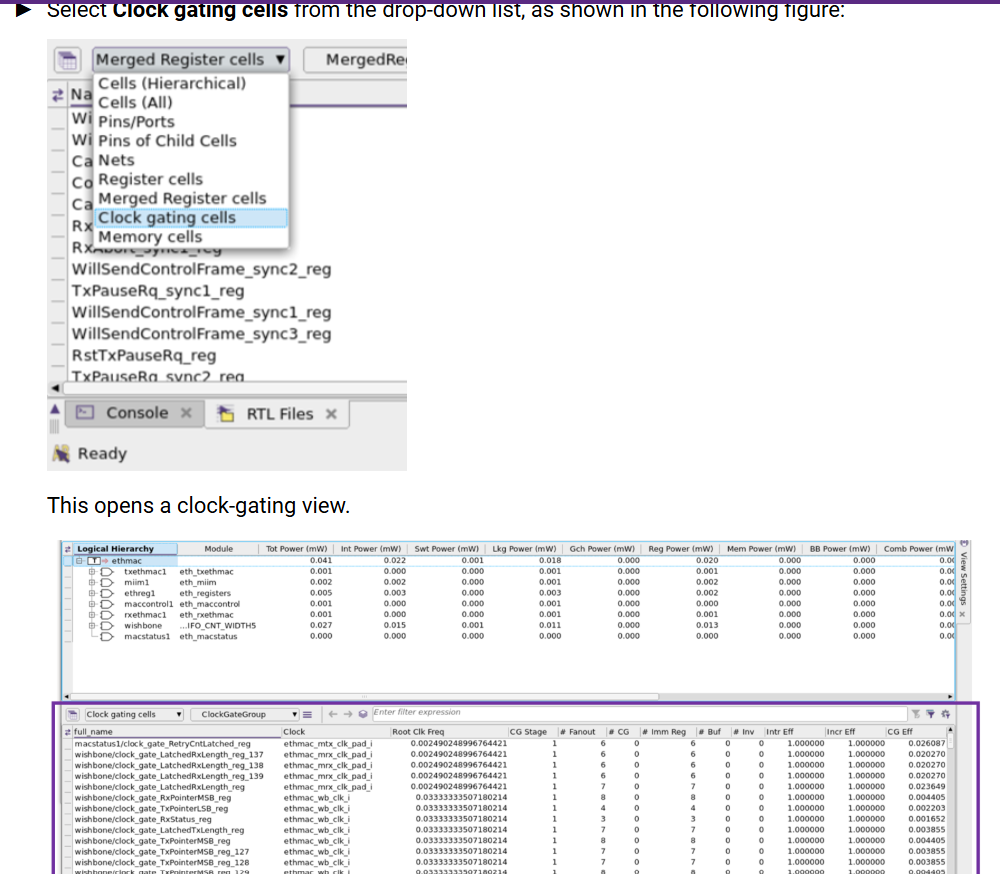 ► Select Clock gating cells from the drop-down list, as shown in the following figure:
Merged Register cells ▼ MergedRe
Na
Cells (Hierarchical)
Cells (All)
Wi Pins/Ports
Wi Pins of Child Cells
Ca Nets
Co Register cells
Ca Merged Register cells
Rx Clock gating cells
Memory cells
RxAbort_sync1_reg
WillSendControlFrame_sync2_reg
TxPauseRq_sync1_reg
WillSendControlFrame_sync1_reg
WillSendControlFrame_sync3_reg
RstTxPauseRq_reg
TxPauseRq_sync2_reg
Console × RTL Files ×
Ready
This opens a clock-gating view.
Logical Hierarchy Module Tot Power (mW) Int Power (mW) Swt Power (mW) Lkg Power (mW) Gch Power (mW) Reg Power (mW) Mem Power (mW) BB Power (mW) Comb Power (mW
View Settings
T ethmac 0.041 0.022 0.001 0.018 0.000 0.020 0.000 0.000 0.00
txethmac1 eth_txethmac 0.001 0.000 0.000 0.001 0.000 0.001 0.000 0.000 0.00
miim1 eth_miim 0.002 0.002 0.000 0.001 0.000 0.002 0.000 0.000 0.00
ethreg1 eth_registers 0.005 0.003 0.000 0.003 0.000 0.002 0.000 0.000 0.00
maccontrol1 eth_maccontrol 0.001 0.000 0.000 0.001 0.000 0.000 0.000 0.000 0.00
rxethmac1 eth_rxethmac 0.001 0.000 0.000 0.001 0.000 0.001 0.000 0.000 0.00
wishbone ...IFO_CNT_WIDTH5 0.027 0.015 0.001 0.011 0.000 0.013 0.000 0.000 0.00
macstatus1 eth_macstatus 0.000 0.000 0.000 0.000 0.000 0.000 0.000 0.000 0.00
Clock gating cells ▼ ClockGateGroup ▼ Enter filter expression
full_name Clock Root Clk Freq CG Stage # Fanout # CG # Imm Reg # Buf # Inv Intr Eff Incr Eff CG Eff
macstatus1/clock_gate_RetryCntLatched_reg ethmac_mtx_clk_pad_i 0.002490248996764421 1 6 0 6 0 0 1.000000 1.000000 0.026087
wishbone/clock_gate_LatchedRxLength_reg_137 ethmac_mrx_clk_pad_i 0.002490248996764421 1 6 0 6 0 0 1.000000 1.000000 0.020270
wishbone/clock_gate_LatchedRxLength_reg_138 ethmac_mrx_clk_pad_i 0.002490248996764421 1 6 0 6 0 0 1.000000 1.000000 0.020270
wishbone/clock_gate_LatchedRxLength_reg_139 ethmac_mrx_clk_pad_i 0.002490248996764421 1 6 0 6 0 0 1.000000 1.000000 0.020270
wishbone/clock_gate_LatchedRxLength_reg ethmac_mrx_clk_pad_i 0.002490248996764421 1 7 0 7 0 0 1.000000 1.000000 0.023649
wishbone/clock_gate_RxPointerMSB_reg ethmac_wb_clk_i 0.03333333507180214 1 8 0 8 0 0 1.000000 1.000000 0.004405
wishbone/clock_gate_TxPointerLSB_reg ethmac_wb_clk_i 0.03333333507180214 1 4 0 4 0 0 1.000000 1.000000 0.002203
wishbone/clock_gate_RxStatus_reg ethmac_wb_clk_i 0.03333333507180214 1 3 0 3 0 0 1.000000 1.000000 0.001652
wishbone/clock_gate_LatchedTxLength_reg ethmac_wb_clk_i 0.03333333507180214 1 7 0 7 0 0 1.000000 1.000000 0.003855
wishbone/clock_gate_TxPointerMSB_reg ethmac_wb_clk_i 0.03333333507180214 1 8 0 8 0 0 1.000000 1.000000 0.004405
wishbone/clock_gate_TxPointerMSB_reg_127 ethmac_wb_clk_i 0.03333333507180214 1 7 0 7 0 0 1.000000 1.000000 0.003855
wishbone/clock_gate_TxPointerMSB_reg_128 ethmac_wb_clk_i 0.03333333507180214 1 7 0 7 0 0 1.000000 1.000000 0.003855
wishbone/clock_gate_TxPointerMSB_reg_129 ethmac_wb_clk_i 0.03333333507180214 1 8 0 8 0 0 1.000000 1.000000 0.004405